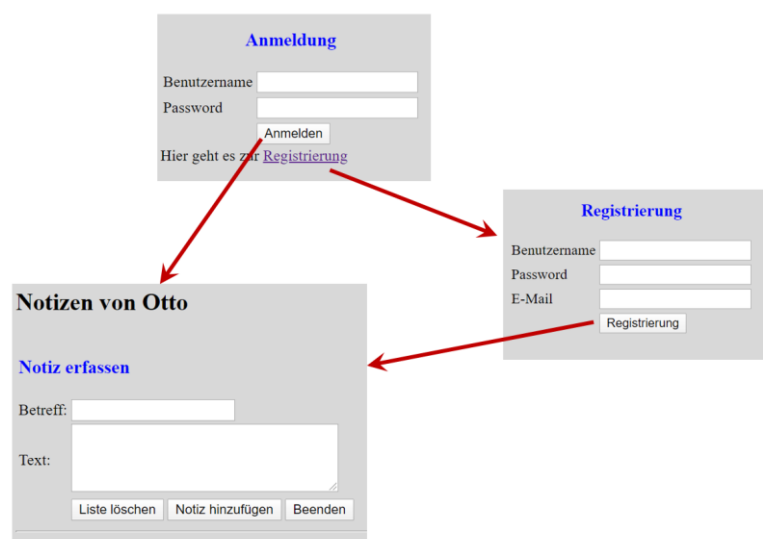 Anmeldung
Benutzername
Password
Anmelden
Hier geht es zur Registrierung
Registrierung
Benutzername
Password
E-Mail
Registrierung
Notizen von Otto
Notiz erfassen
Betreff:
Text:
Liste löschen Notiz hinzufügen Beenden